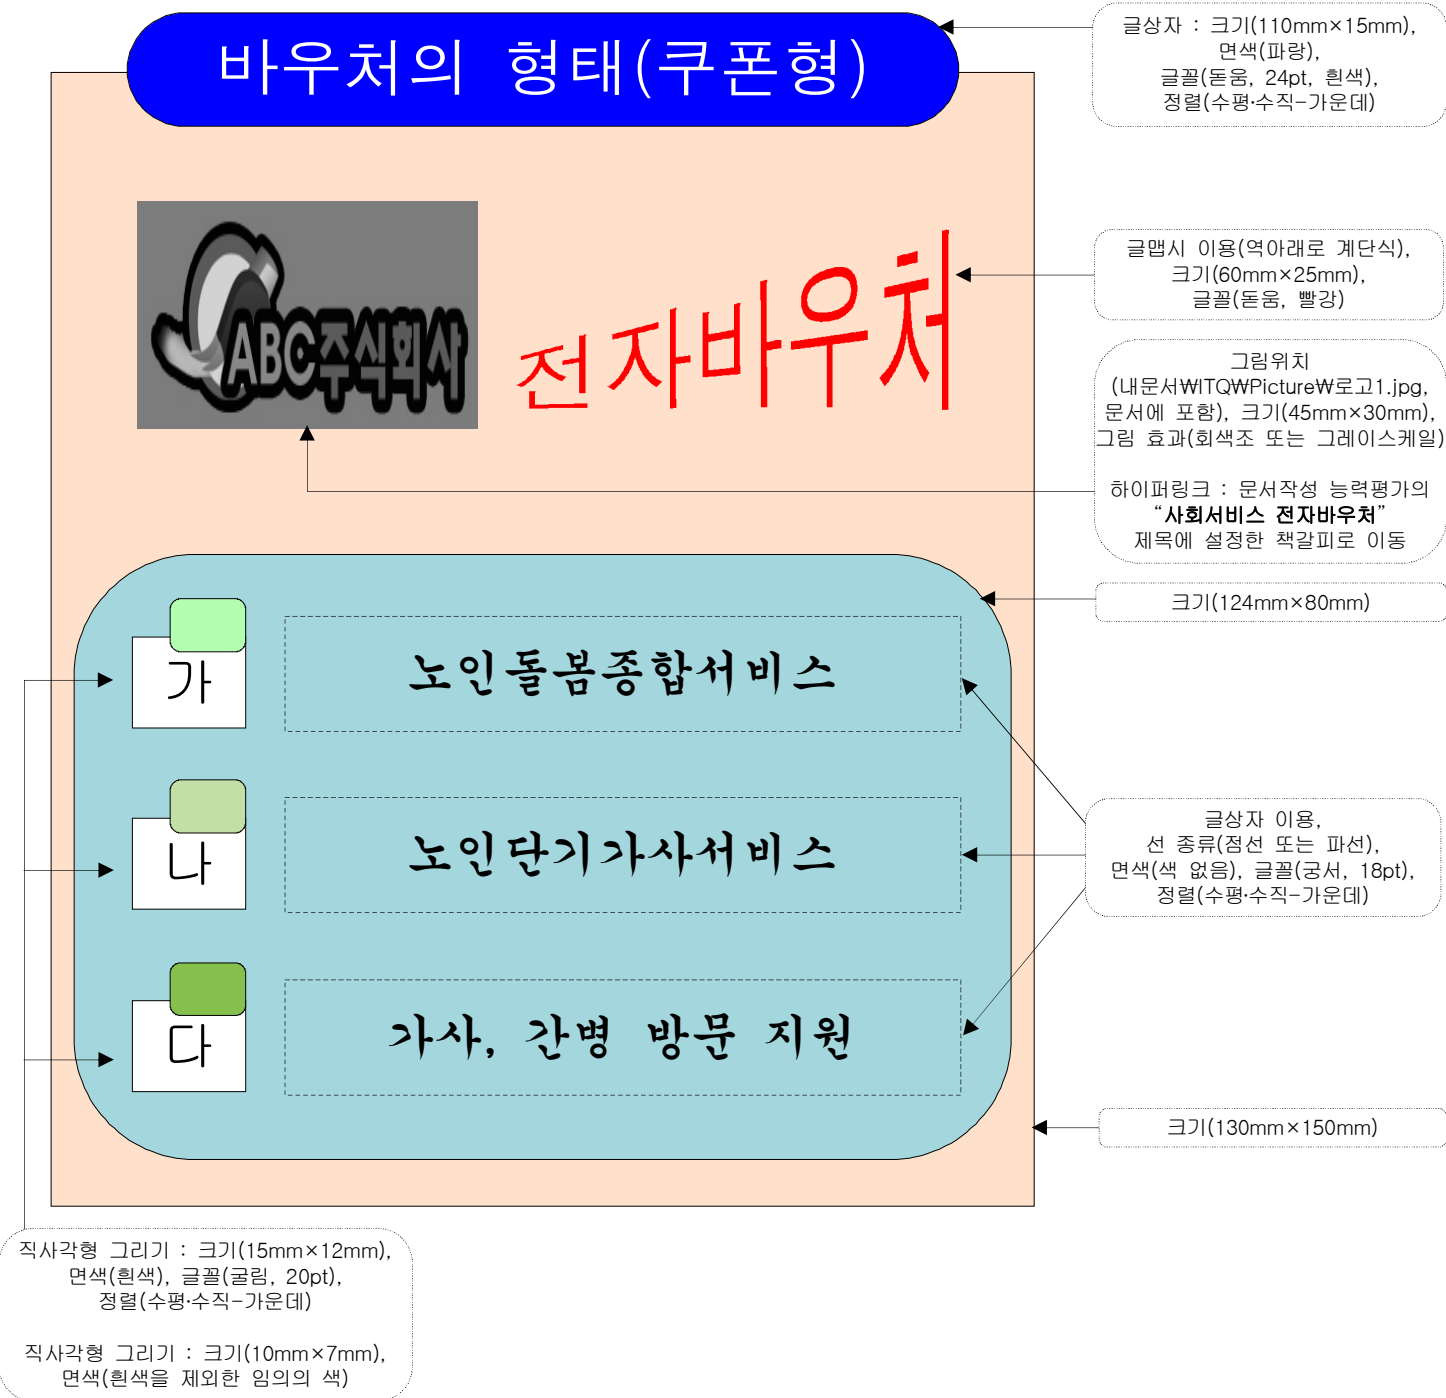 바우처의 형태(쿠폰형)
글상자 : 크기(110mm×15mm),
면색(파랑),
글꼴(돋움, 24pt, 흰색),
정렬(수평·수직-가운데)
ABC주식회사
전자바우처
글맵시 이용(역아래로 계단식),
크기(60mm×25mm),
글꼴(돋움, 빨강)
그림위치
(내문서₩ITQ₩Picture₩로고1.jpg,
문서에 포함), 크기(45mm×30mm),
그림 효과(회색조 또는 그레이스케일)
하이퍼링크 : 문서작성 능력평가의
“사회서비스 전자바우처”
제목에 설정한 책갈피로 이동
크기(124mm×80mm)
가
노인돌봄종합서비스
나
노인단기가사서비스
글상자 이용,
선 종류(점선 또는 파선),
면색(색 없음), 글꼴(궁서, 18pt),
정렬(수평·수직-가운데)
다
가사, 간병 방문 지원
크기(130mm×150mm)
직사각형 그리기 : 크기(15mm×12mm),
면색(흰색), 글꼴(굴림, 20pt),
정렬(수평·수직-가운데)
직사각형 그리기 : 크기(10mm×7mm),
면색(흰색을 제외한 임의의 색)